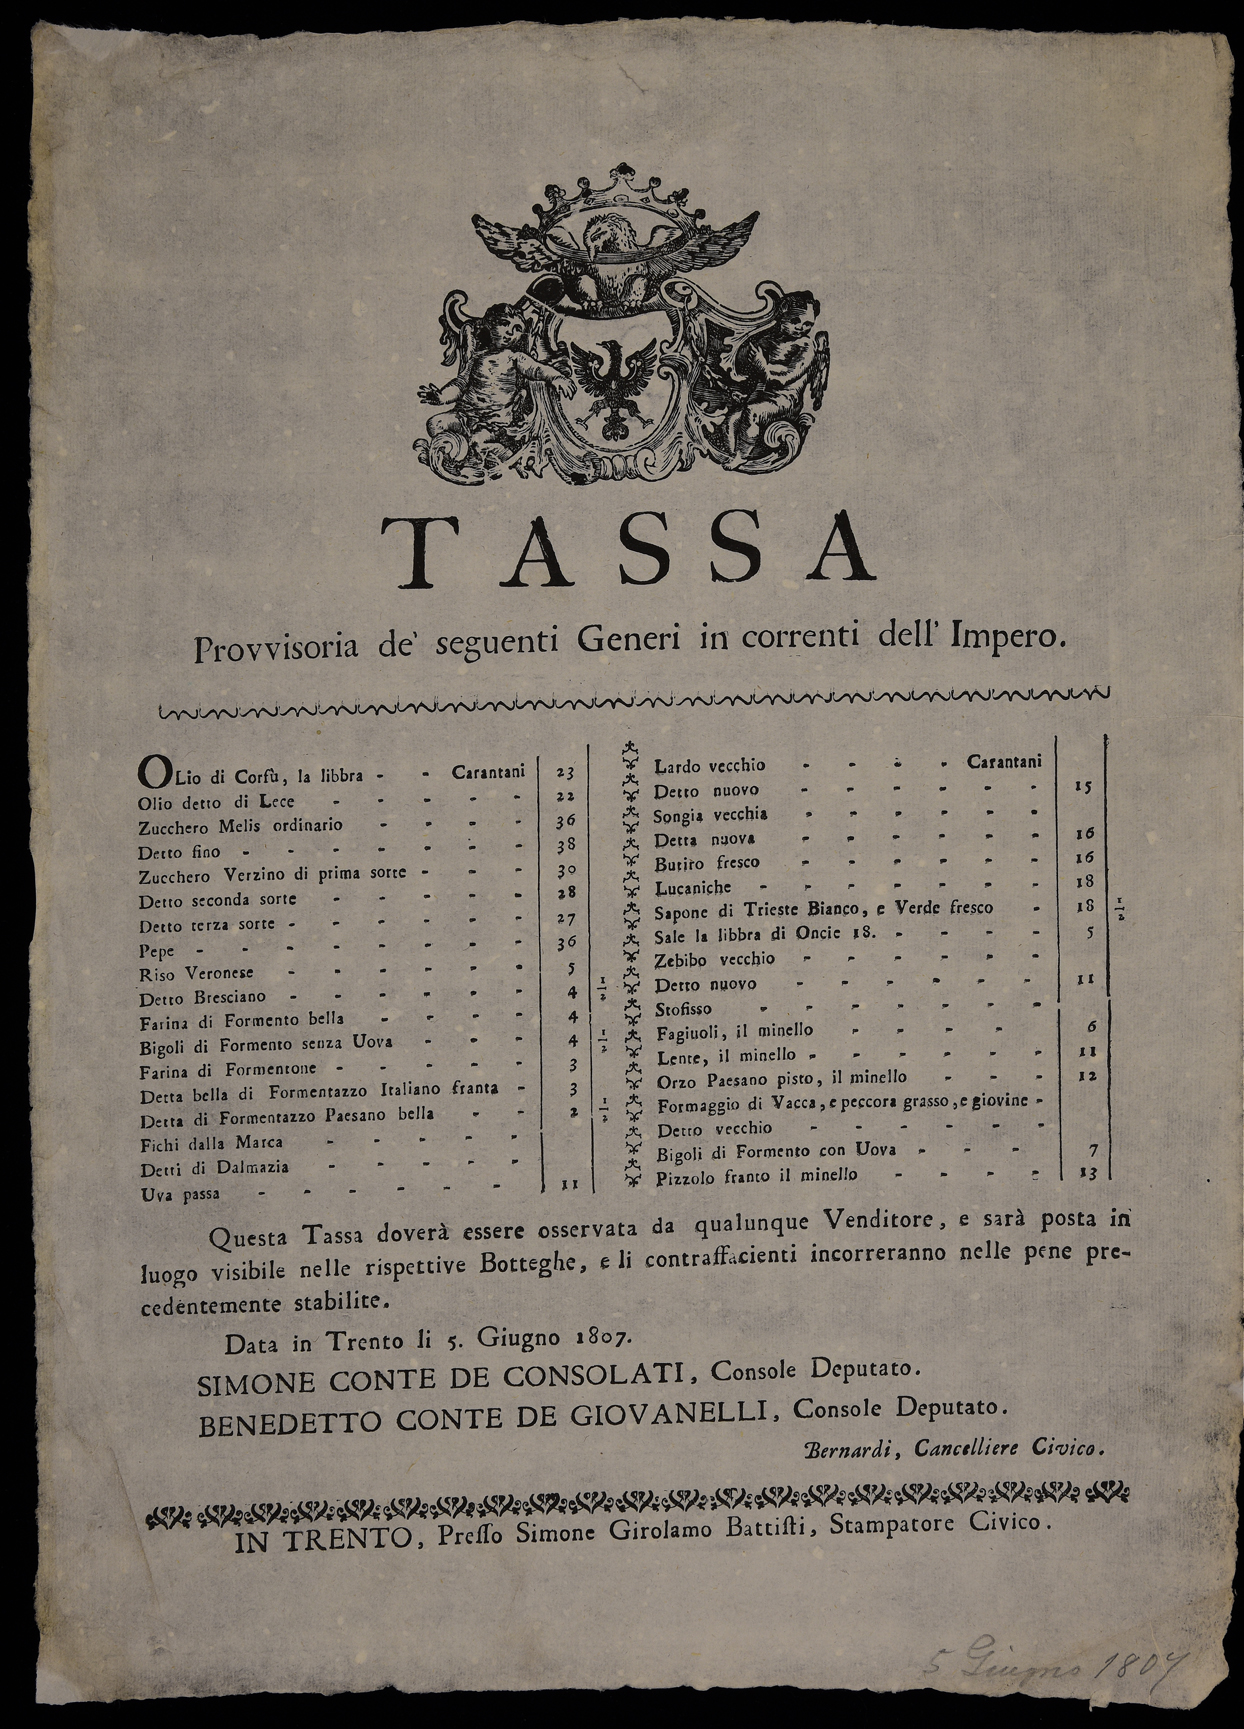 TASSA
Provvisoria de' seguenti Generi in correnti dell' Impero.
OLio di Corfù, la libbra - - Carantani 23
Olio detto di Lece - - - - - 22
Zucchero Melis ordinario - - - - 36
Detto fino - - - - - - - 38
Zucchero Verzino di prima sorte - - - 30
Detto seconda sorte - - - - - 28
Detto terza sorte - - - - - - 27
Pepe - - - - - - - - 36
Riso Veronese - - - - - - 5
Detto Bresciano - - - - - - 4 1/2
Farina di Formento bella - - - - 4
Bigoli di Formento senza Uova - - - 4 1/2
Farina di Formentone - - - - - 3
Detta bella di Formentazzo Italiano franta - 3
Detta di Formentazzo Paesano bella - - 2 1/2
Fichi dalla Marca - - - - -
Detti di Dalmazia - - - - -
Uva passa - - - - - - 11
Lardo vecchio - - - - Carantani
Detto nuovo - - - - - - 15
Songia vecchia - - - - - -
Detta nuova - - - - - - 16
Butiro fresco - - - - - - 16
Lucaniche - - - - - - - 18
Sapone di Trieste Bianco, e Verde fresco - 18 1/2
Sale la libbra di Oncie 18. - - - - 5
Zebibo vecchio - - - - - -
Detto nuovo - - - - - - 11
Stofisso - - - - - - -
Fagiuoli, il minello - - - - 6
Lente, il minello - - - - - - 11
Orzo Paesano pisto, il minello - - - 12
Formaggio di Vacca, e peccora grasso, e giovine -
Detto vecchio - - - - - -
Bigoli di Formento con Uova - - - 7
Pizzolo franto il minello - - - - 13
Questa Tassa doverà essere osservata da qualunque Venditore, e sarà posta in
luogo visibile nelle rispettive Botteghe, e li contraffacienti incorreranno nelle pene pre-
cedentemente stabilite.
Data in Trento li 5. Giugno 1807.
SIMONE CONTE DE CONSOLATI, Console Deputato.
BENEDETTO CONTE DE GIOVANELLI, Console Deputato.
Bernardi, Cancelliere Civico.
IN TRENTO, Preſſo Simone Girolamo Battiſti, Stampatore Civico.
5 Giugno 1807